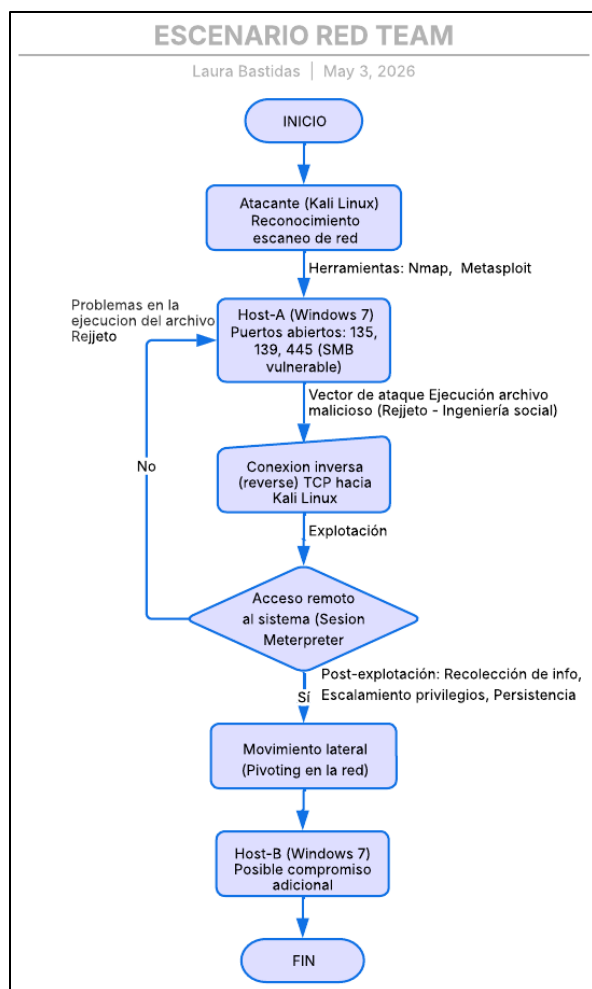 ESCENARIO RED TEAM
Laura Bastidas | May 3, 2026
INICIO
Atacante (Kali Linux)
Reconocimiento
escaneo de red
Herramientas: Nmap, Metasploit
Problemas en la
ejecucion del archivo
Rejjeto
Host-A (Windows 7)
Puertos abiertos: 135,
139, 445 (SMB
vulnerable)
Vector de ataque Ejecución archivo
malicioso (Rejjeto - Ingeniería social)
No
Conexion inversa
(reverse) TCP hacia
Kali Linux
Explotación
Acceso remoto
al sistema (Sesion
Meterpreter
Post-explotación: Recolección de info,
Escalamiento privilegios, Persistencia
Sí
Movimiento lateral
(Pivoting en la red)
Host-B (Windows 7)
Posible compromiso
adicional
FIN